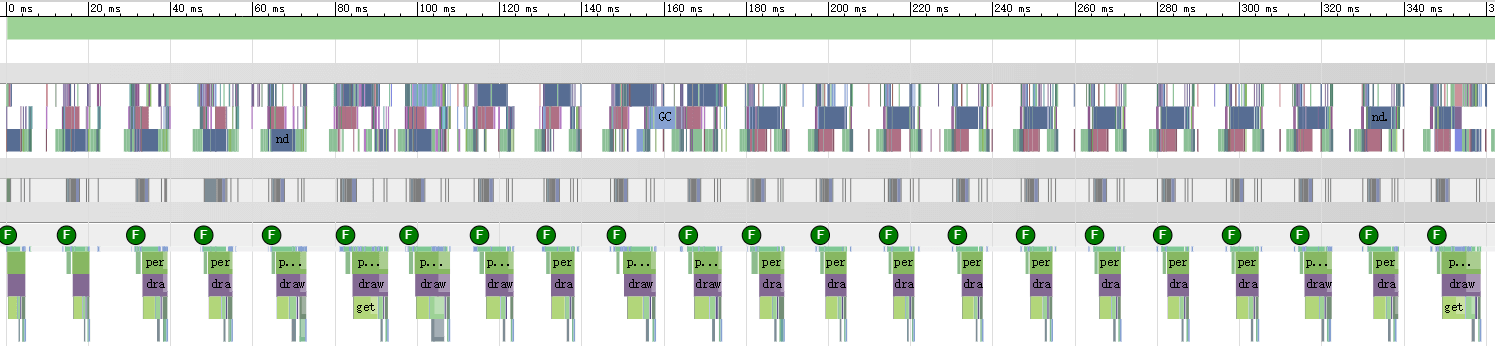 0 ms 20 ms 40 ms 60 ms 80 ms 100 ms 120 ms 140 ms 160 ms 180 ms 200 ms 220 ms 240 ms 260 ms 280 ms 300 ms 320 ms 340 ms 3
GC nd.
nd
F F F F F F F F F F F F F F F F F F F F F F
per per p... p... p... p... per p... p... per per per per per per per per per p... per p...
dra dra draw draw draw draw dra draw draw dra dra dra dra dra dra dra dra dra draw dra draw
get get